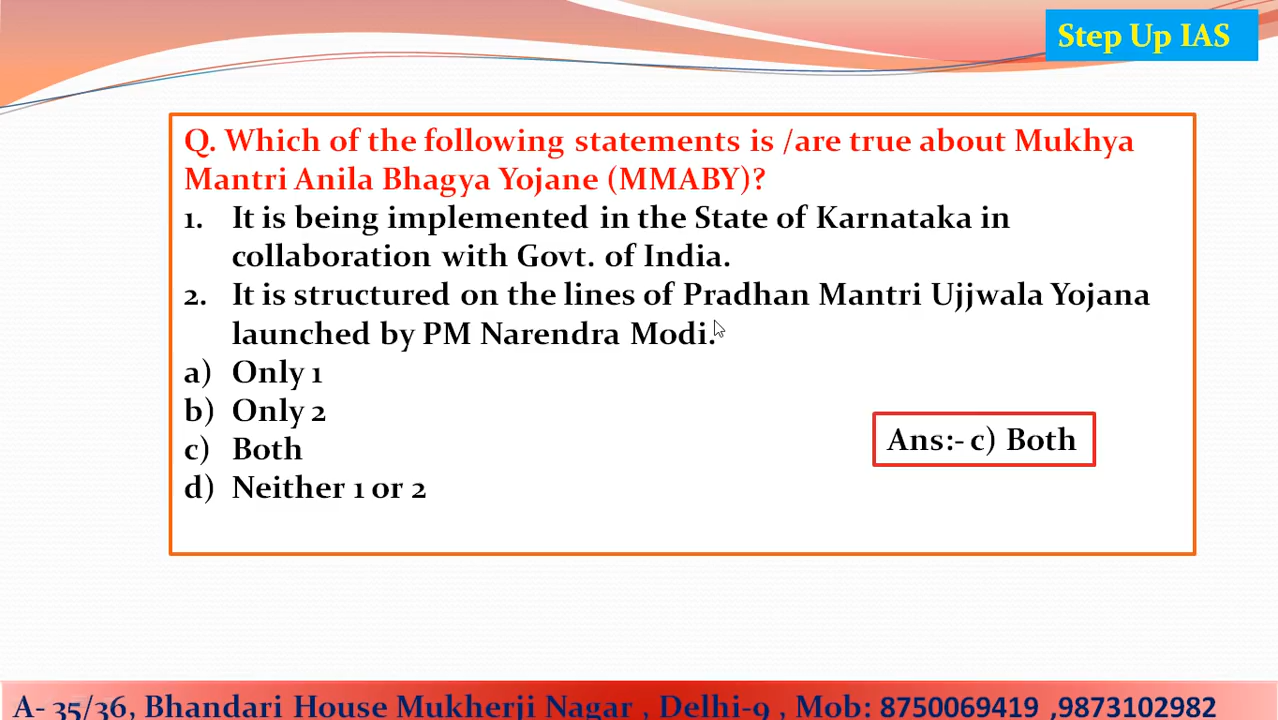 Step Up IAS
Q. Which of the following statements is /are true about Mukhya
Mantri Anila Bhagya Yojane (MMABY)?
1. It is being implemented in the State of Karnataka in
collaboration with Govt. of India.
2. It is structured on the lines of Pradhan Mantri Ujjwala Yojana
launched by PM Narendra Modi.
a) Only 1
b) Only 2
c) Both
d) Neither 1 or 2
Ans:- c) Both
A- 35/36, Bhandari House Mukherji Nagar , Delhi-9 , Mob: 8750069419 ,9873102982